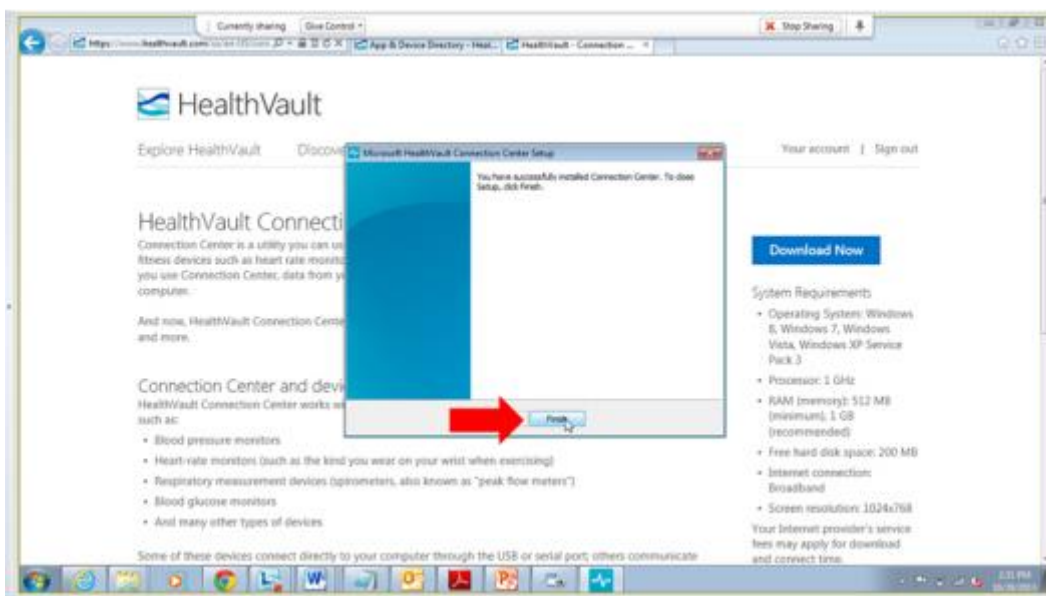 Currently sharing
Give Control
Stop Sharing
App & Device Directory - Heal...
HealthVault - Connection ...
HealthVault
Explore HealthVault
Discove
Your account | Sign out
Microsoft HealthVault Connection Center Setup
You have successfully installed Connection Center. To close
Setup, click Finish.
Finish
HealthVault Connecti
Connection Center is a utility you can us
fitness devices such as heart rate monito
you use Connection Center, data from yo
computer.
And now, HealthVault Connection Cente
and more.
Connection Center and devi
HealthVault Connection Center works wi
such as:
• Blood pressure monitors
• Heart-rate monitors (such as the kind you wear on your wrist when exercising)
• Respiratory measurement devices (spirometers, also known as "peak flow meters")
• Blood glucose monitors
• And many other types of devices
Some of these devices connect directly to your computer through the USB or serial port; others communicate
Download Now
System Requirements
• Operating System: Windows
8, Windows 7, Windows
Vista, Windows XP Service
Pack 3
• Processor: 1 GHz
• RAM (memory): 512 MB
(minimum), 1 GB
(recommended)
• Free hard disk space: 200 MB
• Internet connection:
Broadband
• Screen resolution: 1024x768
Your Internet provider's service
fees may apply for download
and connect time.